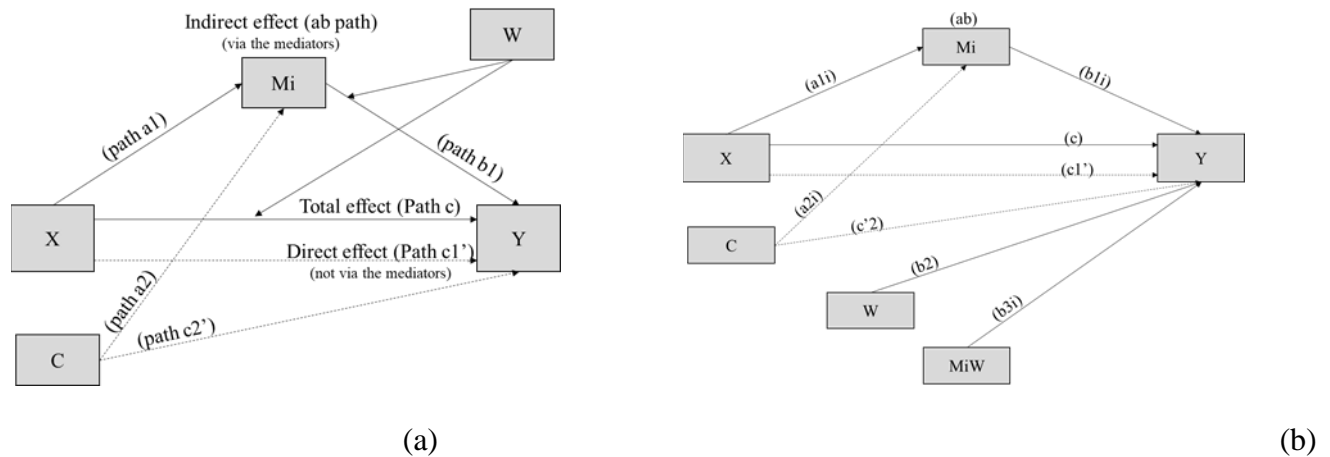 Indirect effect (ab path)
(via the mediators)
W
Mi
(path a1)
(path b1)
Total effect (Path c)
X
Y
Direct effect (Path c1’)
(not via the mediators)
(path a2)
(path c2’)
C
(a)
(ab)
Mi
(a1i)
(b1i)
X
(c)
Y
(c1’)
(a2i)
C
(c’2)
(b2)
W
(b3i)
MiW
(b)